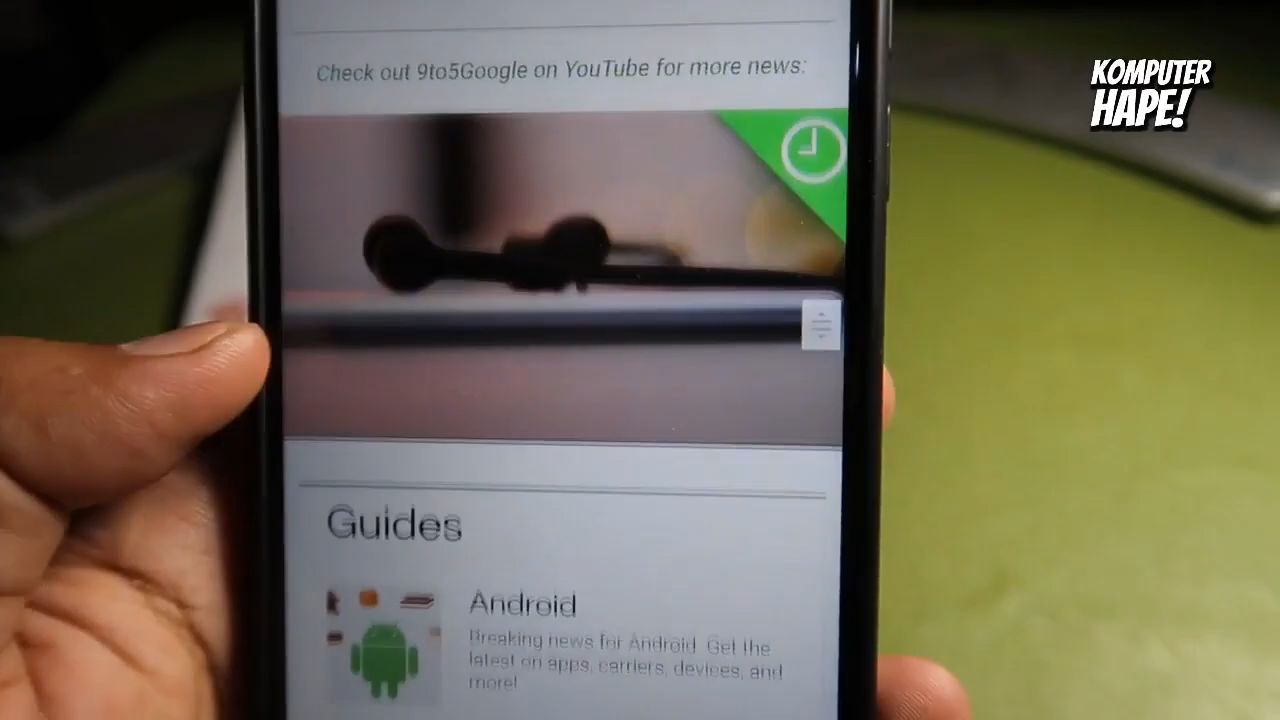 KOMPUTER
HAPE!
Check out 9to5Google on YouTube for more news:
Guides
Android
Breaking news for Android. Get the
latest on apps, carriers, devices, and
more!